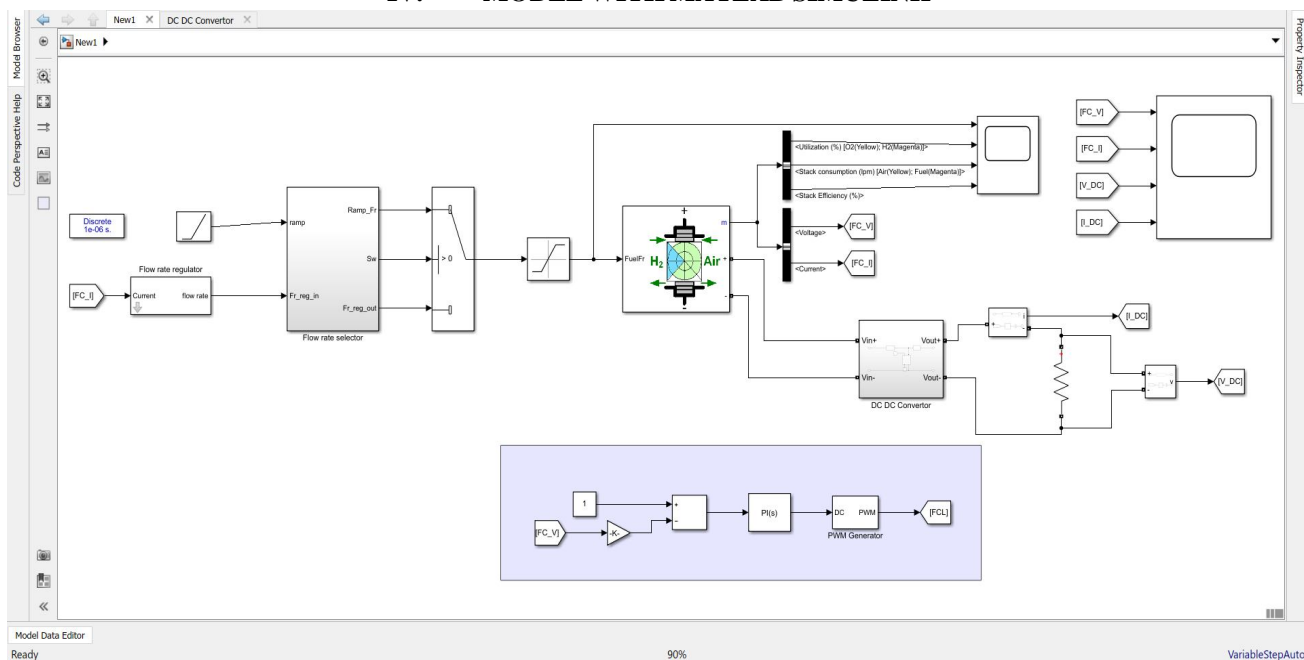 New1
DC DC Convertor
Model Browser
Code Perspective Help
Property Inspector
New1
Discrete
1e-06 s.
Flow rate regulator
[FC_I]
Current
flow rate
ramp
Fr_reg_in
Ramp_Fr
Sw
Fr_reg_out
Flow rate selector
> 0
FuelFr
+
H2
Air
-
m
+
-
<Utilization (%) [O2(Yellow); H2(Magenta)]>
<Stack consumption (lpm) [Air(Yellow); Fuel(Magenta)]>
<Stack Efficiency (%)>
<Voltage>
<Current>
[FC_V]
[FC_I]
[FC_V]
[FC_I]
[V_DC]
[I_DC]
Vin+
Vin-
Vout+
Vout-
DC DC Convertor
+
i
-
[I_DC]
+
+
-
v
[V_DC]
1
[FC_V]
-K-
+
−
PI(s)
DC
PWM
PWM Generator
[FCL]
Model Data Editor
Ready
90%
VariableStepAuto